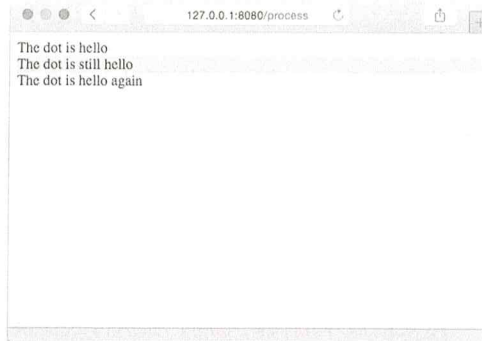 127.0.0.1:8080/process
The dot is hello
The dot is still hello
The dot is hello again